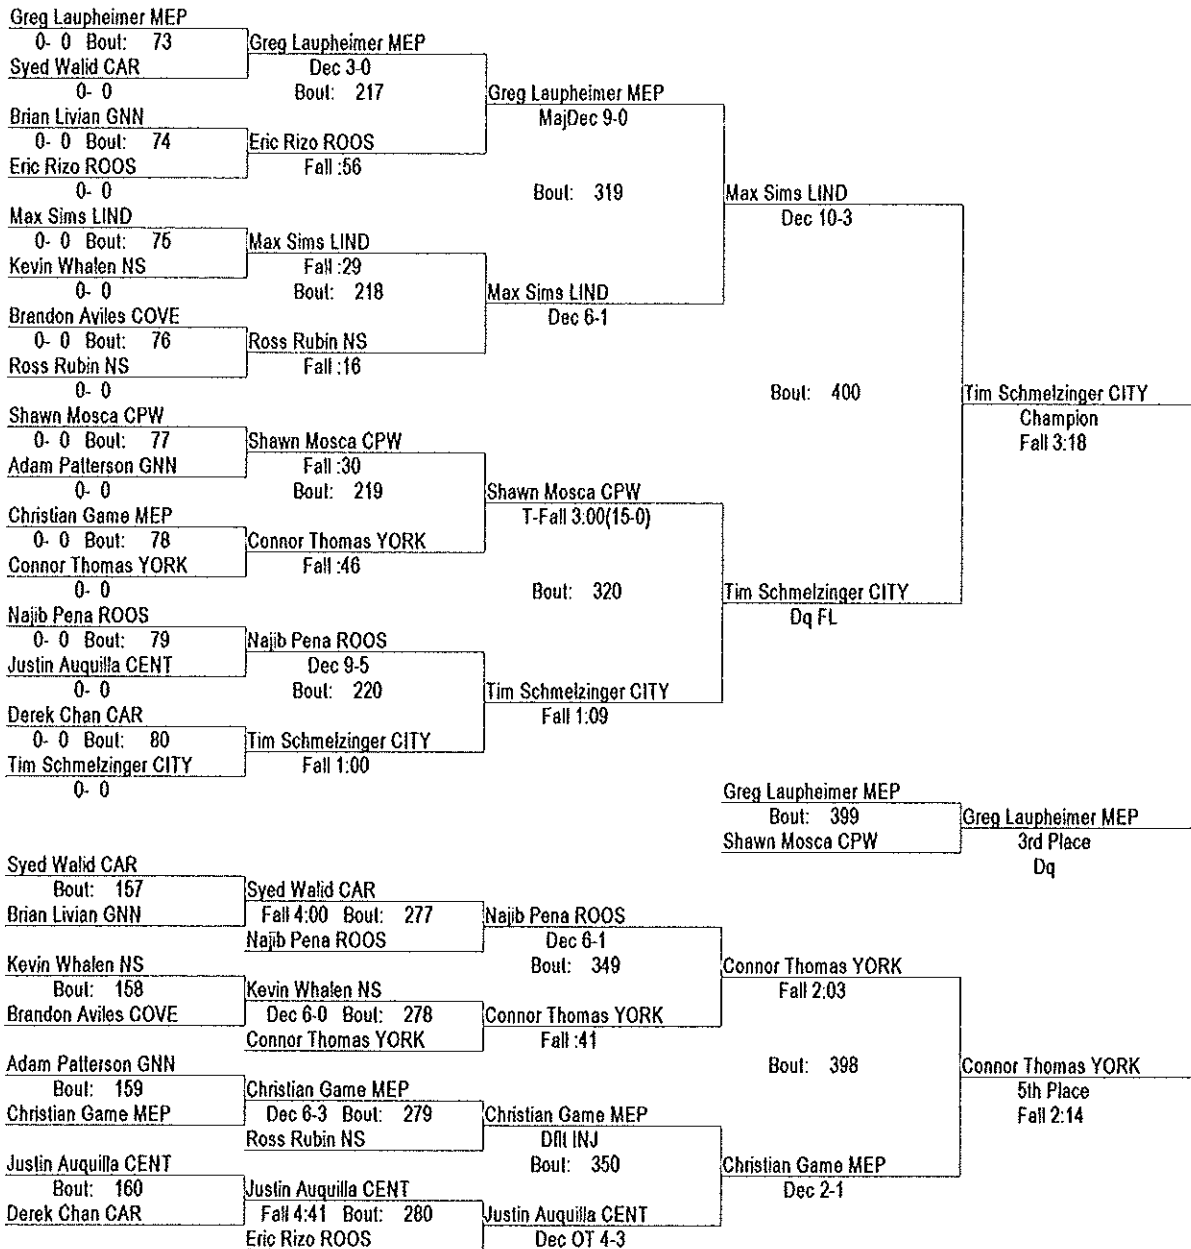 Greg Laupheimer MEP
0- 0 Bout: 73
Greg Laupheimer MEP
Syed Walid CAR
Dec 3-0
0- 0
Bout: 217
Greg Laupheimer MEP
Brian Livian GNN
MajDec 9-0
0- 0 Bout: 74
Eric Rizo ROOS
Eric Rizo ROOS
Fall :56
0- 0
Bout: 319
Max Sims LIND
Max Sims LIND
Dec 10-3
0- 0 Bout: 75
Max Sims LIND
Kevin Whalen NS
Fall :29
0- 0
Bout: 218
Max Sims LIND
Brandon Aviles COVE
Dec 6-1
0- 0 Bout: 76
Ross Rubin NS
Ross Rubin NS
Fall :16
0- 0
Bout: 400
Tim Schmelzinger CITY
Shawn Mosca CPW
Champion
0- 0 Bout: 77
Shawn Mosca CPW
Fall 3:18
Adam Patterson GNN
Fall :30
0- 0
Bout: 219
Shawn Mosca CPW
Christian Game MEP
T-Fall 3:00(15-0)
0- 0 Bout: 78
Connor Thomas YORK
Connor Thomas YORK
Fall :46
0- 0
Bout: 320
Tim Schmelzinger CITY
Najib Pena ROOS
Dq FL
0- 0 Bout: 79
Najib Pena ROOS
Justin Auquilla CENT
Dec 9-5
0- 0
Bout: 220
Tim Schmelzinger CITY
Derek Chan CAR
Fall 1:09
0- 0 Bout: 80
Tim Schmelzinger CITY
Tim Schmelzinger CITY
Fall 1:00
0- 0
Greg Laupheimer MEP
Bout: 399
Greg Laupheimer MEP
Shawn Mosca CPW
3rd Place
Dq
Syed Walid CAR
Bout: 157
Syed Walid CAR
Brian Livian GNN
Fall 4:00 Bout: 277
Najib Pena ROOS
Najib Pena ROOS
Dec 6-1
Kevin Whalen NS
Bout: 349
Connor Thomas YORK
Bout: 158
Kevin Whalen NS
Fall 2:03
Brandon Aviles COVE
Dec 6-0 Bout: 278
Connor Thomas YORK
Connor Thomas YORK
Fall :41
Adam Patterson GNN
Bout: 398
Connor Thomas YORK
Bout: 159
Christian Game MEP
5th Place
Christian Game MEP
Dec 6-3 Bout: 279
Christian Game MEP
Fall 2:14
Ross Rubin NS
Dflt INJ
Justin Auquilla CENT
Bout: 350
Christian Game MEP
Bout: 160
Justin Auquilla CENT
Dec 2-1
Derek Chan CAR
Fall 4:41 Bout: 280
Justin Auquilla CENT
Eric Rizo ROOS
Dec OT 4-3